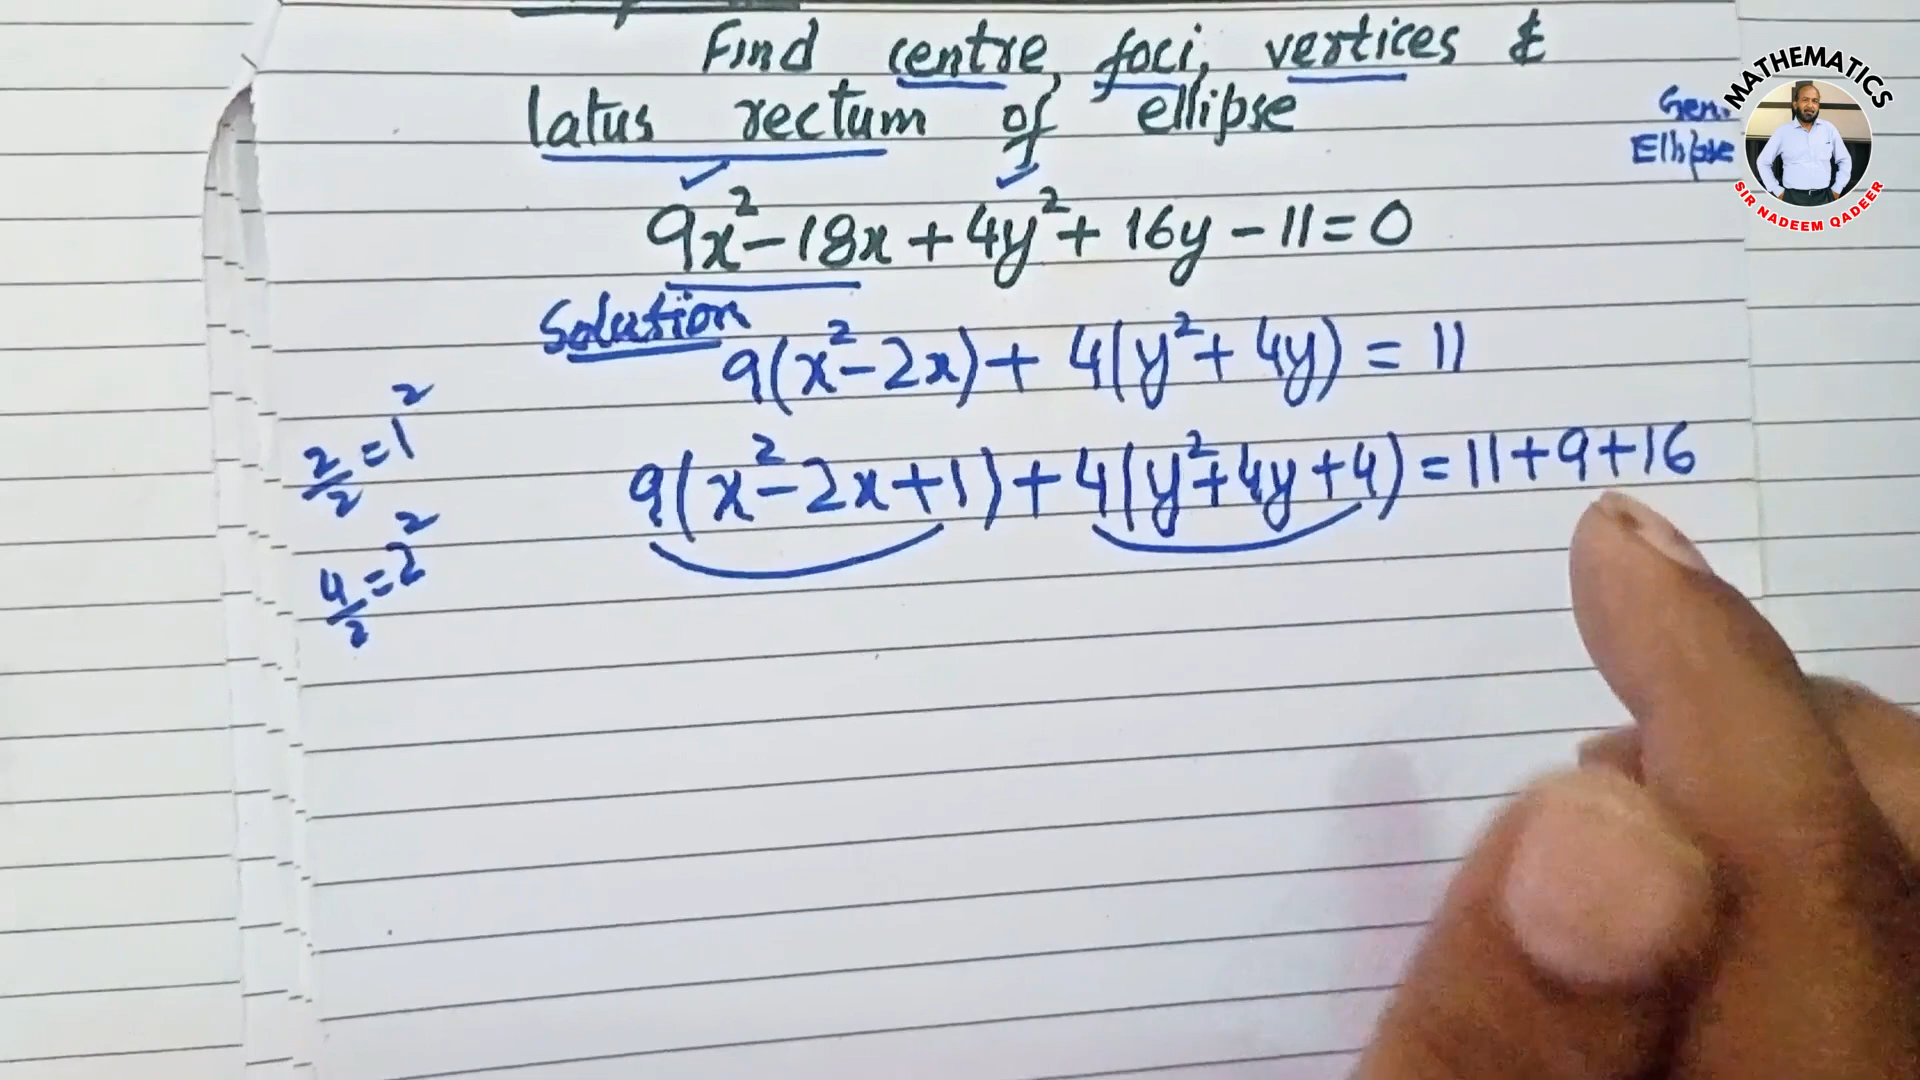 Find centre, foci, vertices &
latus rectum of ellipse
9x² - 18x + 4y² + 16y - 11 = 0
Solution
9(x² - 2x) + 4(y² + 4y) = 11
9(x² - 2x + 1) + 4(y² + 4y + 4) = 11 + 9 + 16
2/2 = 1²
4/2 = 2²
Gen.
Ellipse
MATHEMATICS
SIR NADEEM QADEER